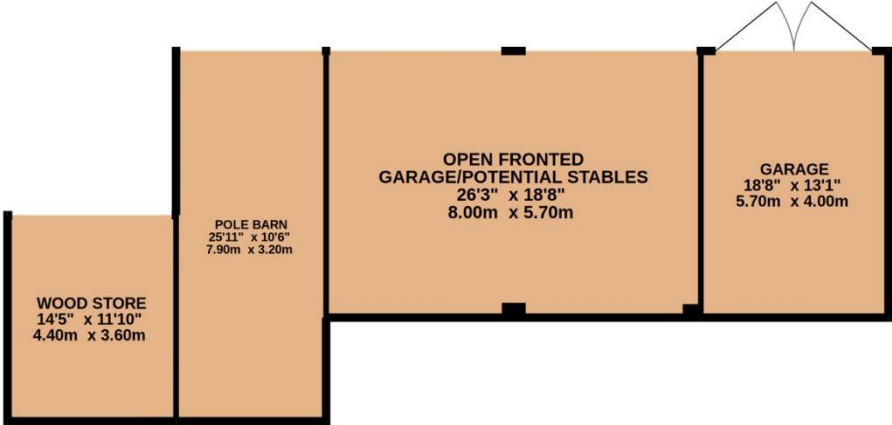 WOOD STORE
14'5" x 11'10"
4.40m x 3.60m
POLE BARN
25'11" x 10'6"
7.90m x 3.20m
OPEN FRONTED
GARAGE/POTENTIAL STABLES
26'3" x 18'8"
8.00m x 5.70m
GARAGE
18'8" x 13'1"
5.70m x 4.00m